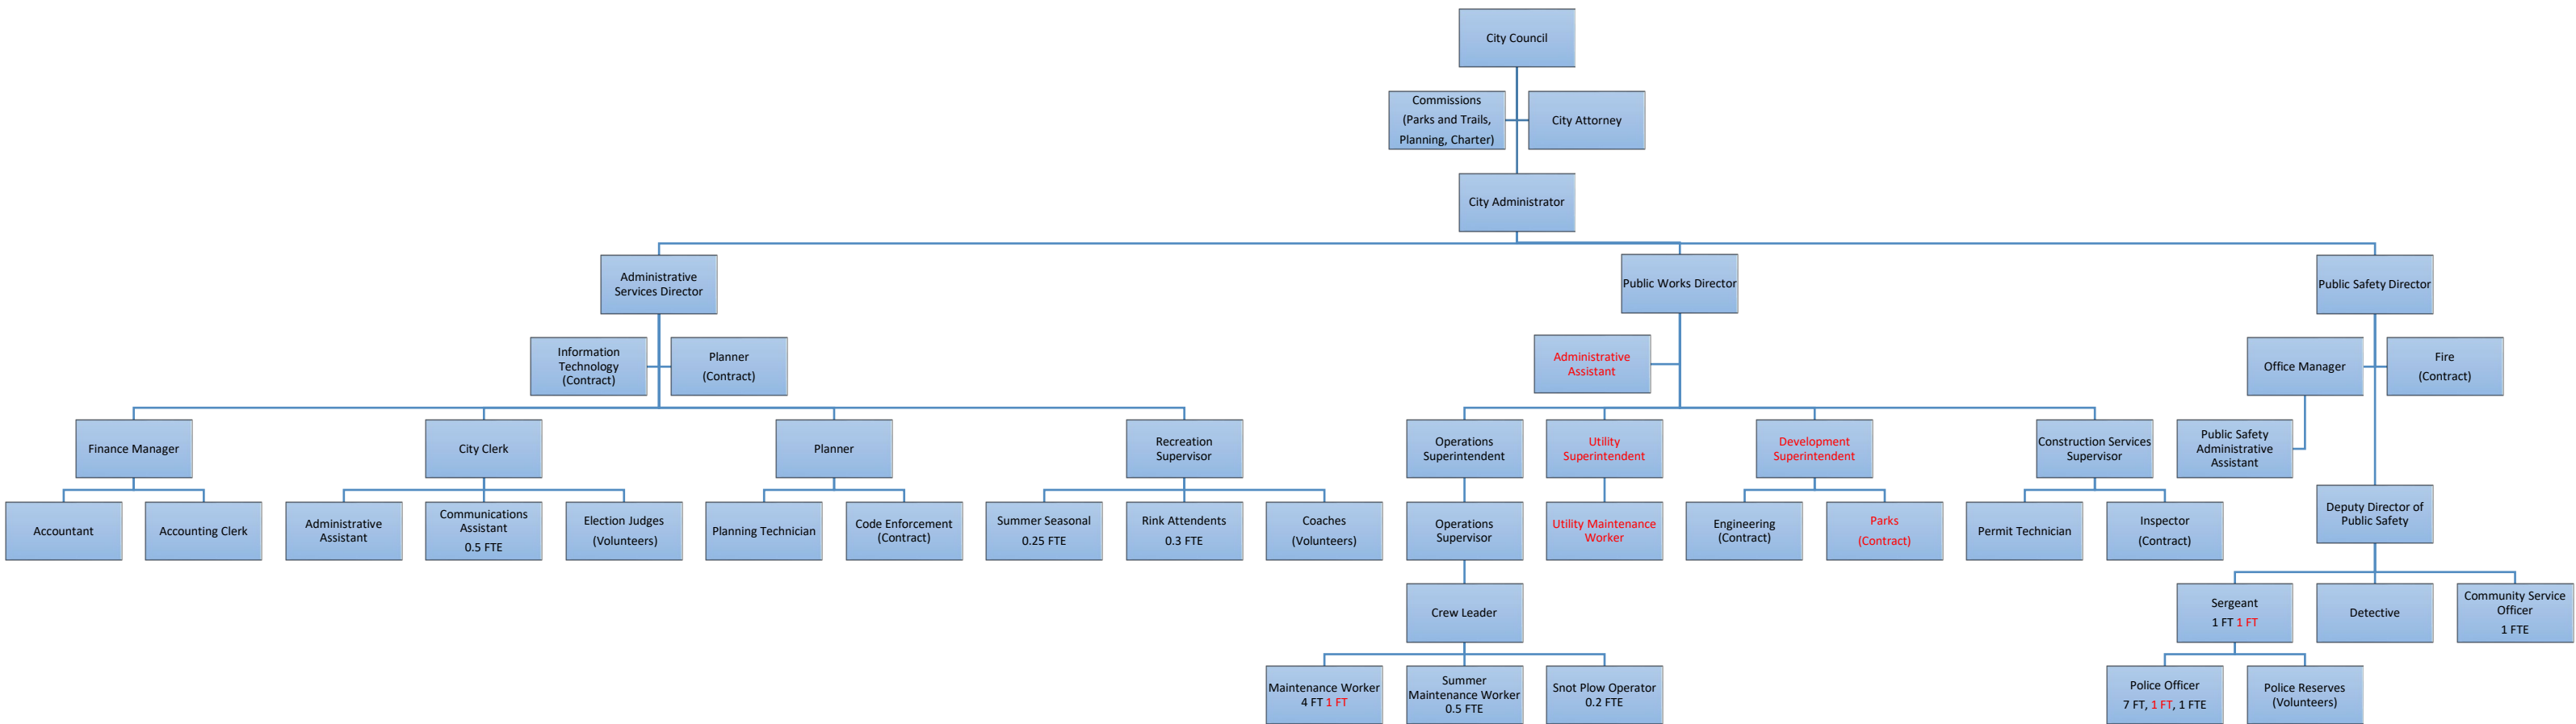 City Council
Commissions
(Parks and Trails,
Planning, Charter)
City Attorney
City Administrator
Administrative
Services Director
Public Works Director
Public Safety Director
Information
Technology
(Contract)
Planner
(Contract)
Administrative
Assistant
Office Manager
Fire
(Contract)
Finance Manager
City Clerk
Planner
Recreation
Supervisor
Operations
Superintendent
Utility
Superintendent
Development
Superintendent
Construction Services
Supervisor
Public Safety
Administrative
Assistant
Accountant
Accounting Clerk
Administrative
Assistant
Communications
Assistant
0.5 FTE
Election Judges
(Volunteers)
Planning Technician
Code Enforcement
(Contract)
Summer Seasonal
0.25 FTE
Rink Attendents
0.3 FTE
Coaches
(Volunteers)
Operations
Supervisor
Utility Maintenance
Worker
Engineering
(Contract)
Parks
(Contract)
Permit Technician
Inspector
(Contract)
Deputy Director of
Public Safety
Crew Leader
Sergeant
1 FT 1 FT
Detective
Community Service
Officer
1 FTE
Maintenance Worker
4 FT 1 FT
Summer
Maintenance Worker
0.5 FTE
Snot Plow Operator
0.2 FTE
Police Officer
7 FT, 1 FT, 1 FTE
Police Reserves
(Volunteers)